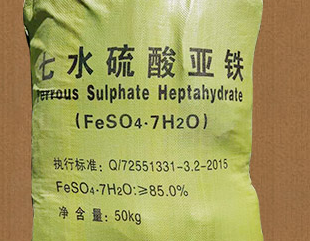 七水硫酸亚铁
Ferrous Sulphate Heptahydrate
(FeSO4·7H2O)
执行标准: Q/72551331-3.2-2015
FeSO4·7H2O:≥85.0%
净含量: 50kg